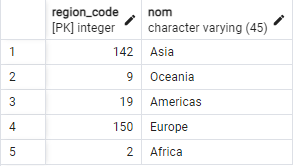 region_code nom
[PK] integer character varying (45)
1 142 Asia
2 9 Oceania
3 19 Americas
4 150 Europe
5 2 Africa